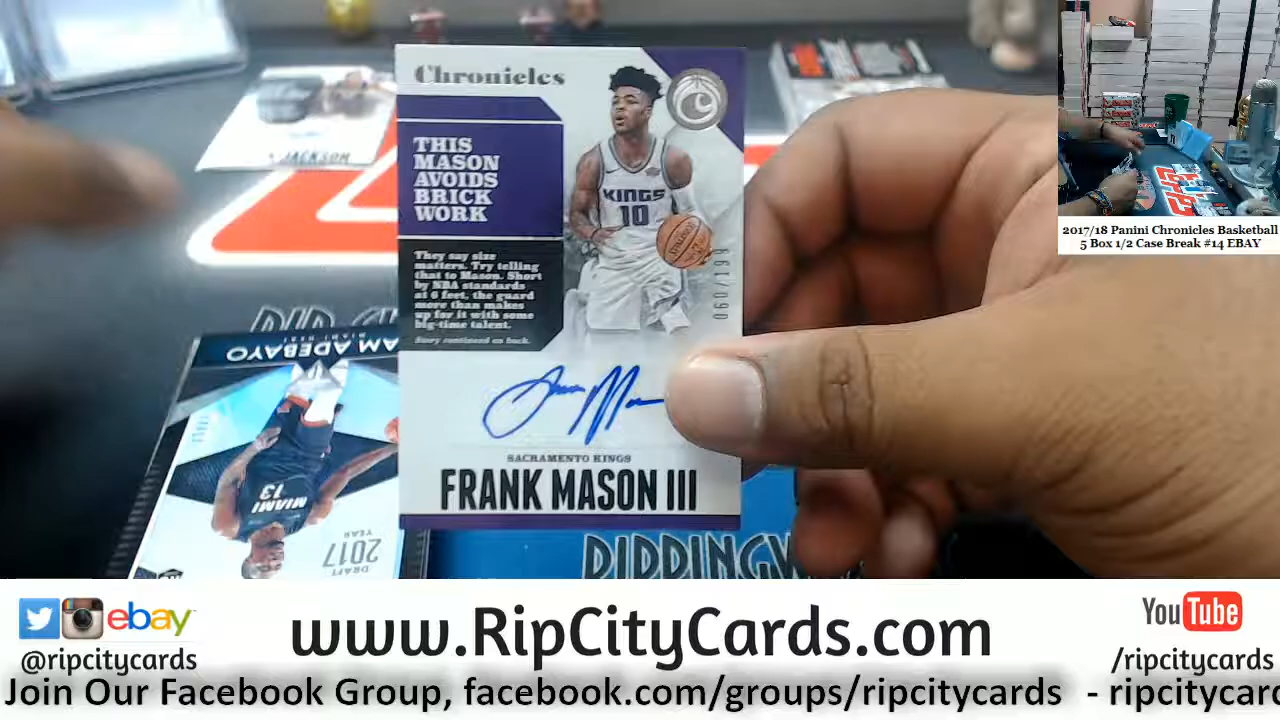 Chronicles
THIS
MASON
AVOIDS
BRICK
WORK
They say size
matters. Try telling
that to Mason. Short
by NBA standards
at 6 feet, the guard
more than makes
up for it with some
big-time talent.
Story continued on back.
KINGS
10
SPALDING
060/199
SACRAMENTO KINGS
FRANK MASON III
JACKSON
AM ADEBAYO
MIAMI HEAT
MIAMI
13
DRAFT
YEAR
2017
2017/18 Panini Chronicles Basketball
5 Box 1/2 Case Break #14 EBAY
ebay
@ripcitycards
www.RipCityCards.com
YouTube
/ripcitycards
Join Our Facebook Group, facebook.com/groups/ripcitycards - ripcitycard